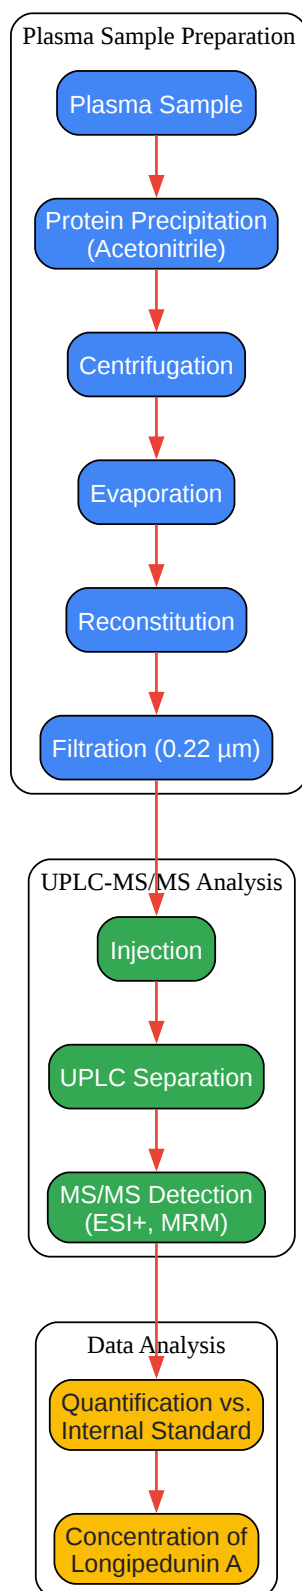 Plasma Sample Preparation
Plasma Sample
Protein Precipitation
(Acetonitrile)
Centrifugation
Evaporation
Reconstitution
Filtration (0.22 µm)
UPLC-MS/MS Analysis
Injection
UPLC Separation
MS/MS Detection
(ESI+, MRM)
Data Analysis
Quantification vs.
Internal Standard
Concentration of
Longipedunin A